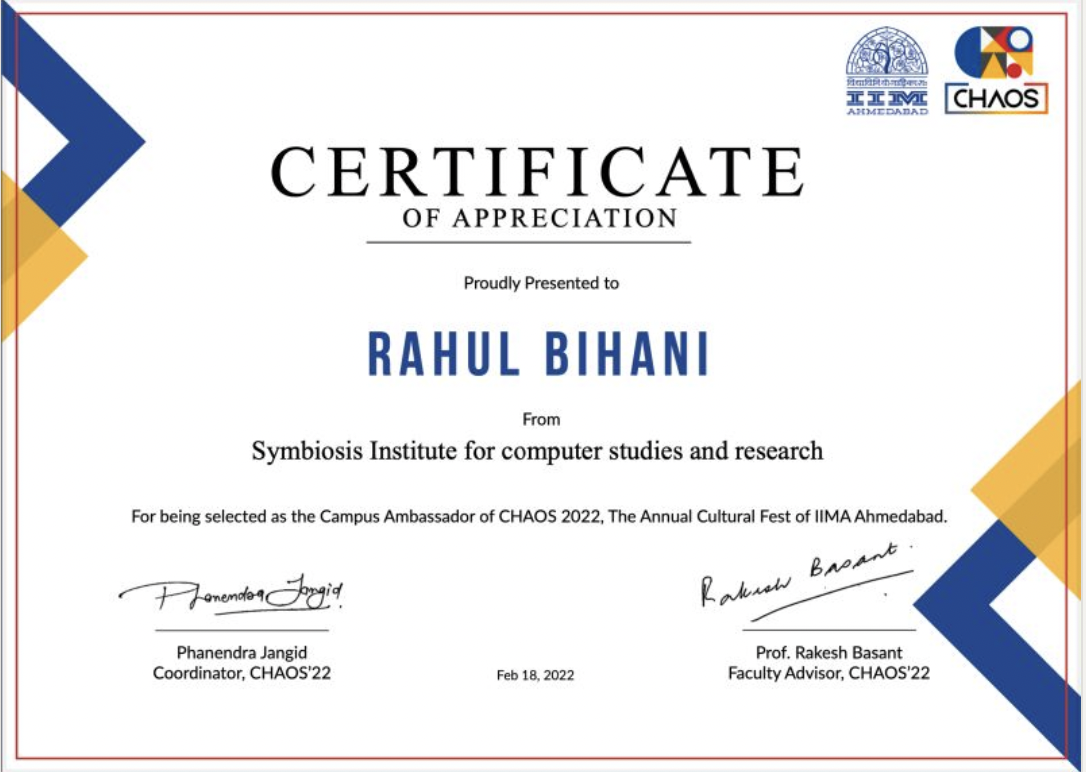 IIM
AHMEDABAD
CHAOS
CERTIFICATE
OF APPRECIATION
Proudly Presented to
RAHUL BIHANI
From
Symbiosis Institute for computer studies and research
For being selected as the Campus Ambassador of CHAOS 2022, The Annual Cultural Fest of IIMA Ahmedabad.
Phanendra Jangid
Rakesh Basant
Phanendra Jangid
Coordinator, CHAOS'22
Feb 18, 2022
Prof. Rakesh Basant
Faculty Advisor, CHAOS'22